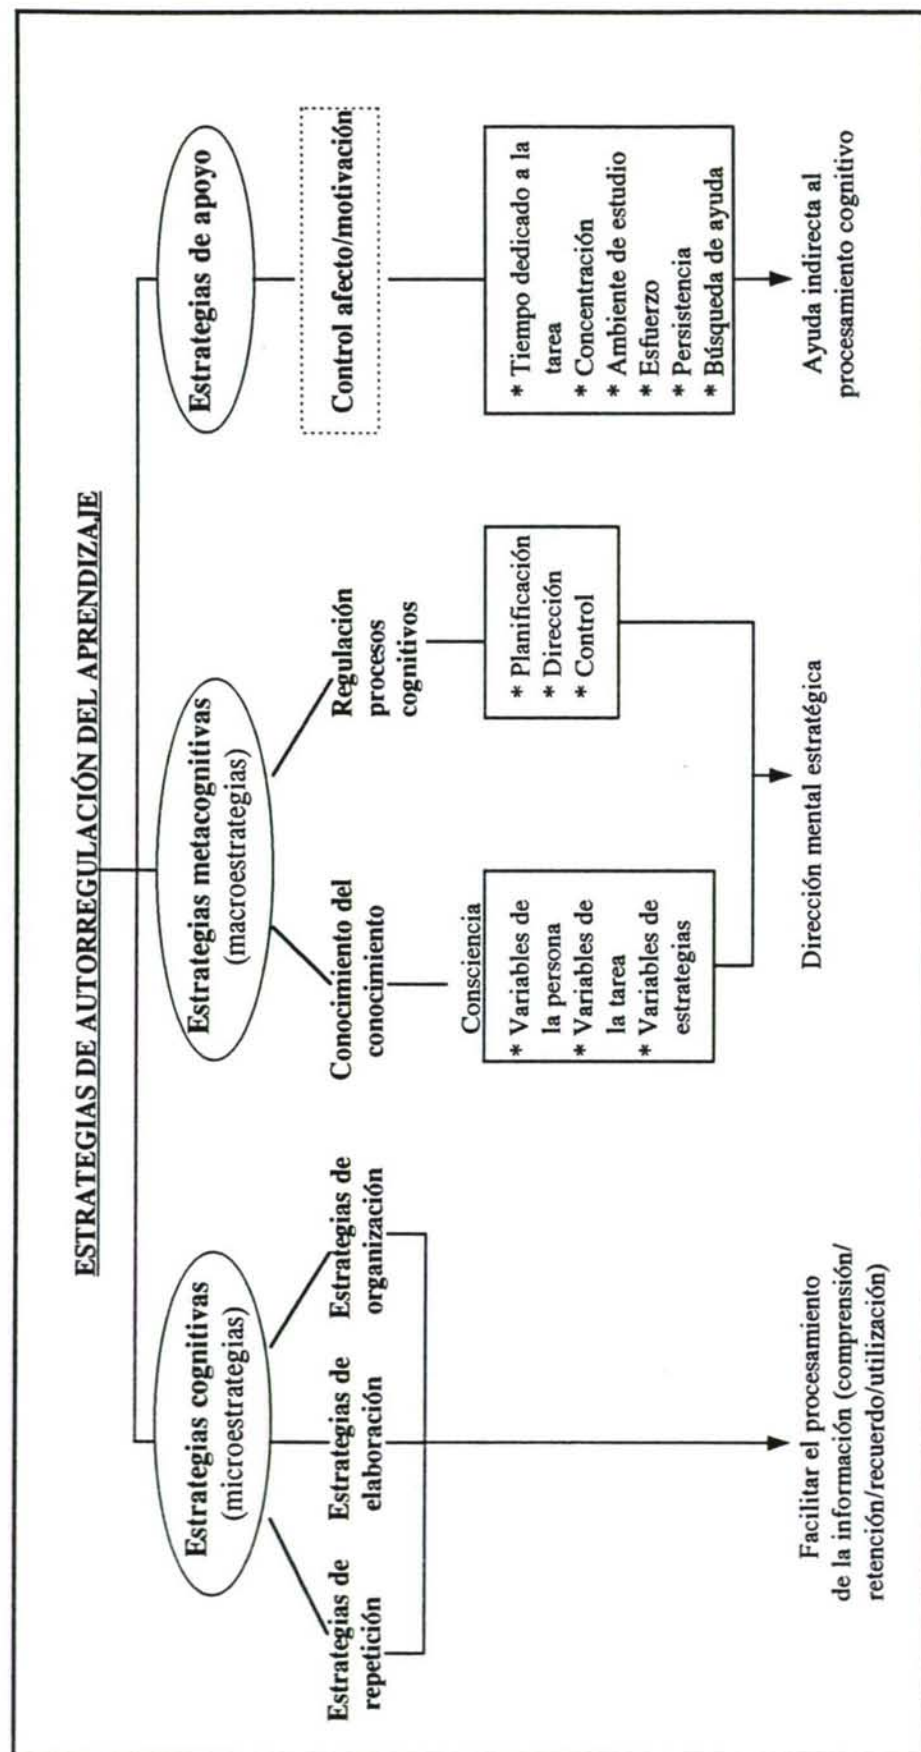 ESTRATEGIAS DE AUTORREGULACIÓN DEL APRENDIZAJE
Estrategias cognitivas
(microestrategias)
Estrategias de
repetición
Estrategias de
elaboración
Estrategias de
organización
Facilitar el procesamiento
de la información (comprensión/
retención/recuerdo/utilización)
Estrategias metacognitivas
(macroestrategias)
Conocimiento del
conocimiento
Consciencia
* Variables de
la persona
* Variables de
la tarea
* Variables de
estrategias
Regulación
procesos
cognitivos
* Planificación
* Dirección
* Control
Dirección mental estratégica
Estrategias de apoyo
Control afecto/motivación
* Tiempo dedicado a la
tarea
* Concentración
* Ambiente de estudio
* Esfuerzo
* Persistencia
* Búsqueda de ayuda
Ayuda indirecta al
procesamiento cognitivo